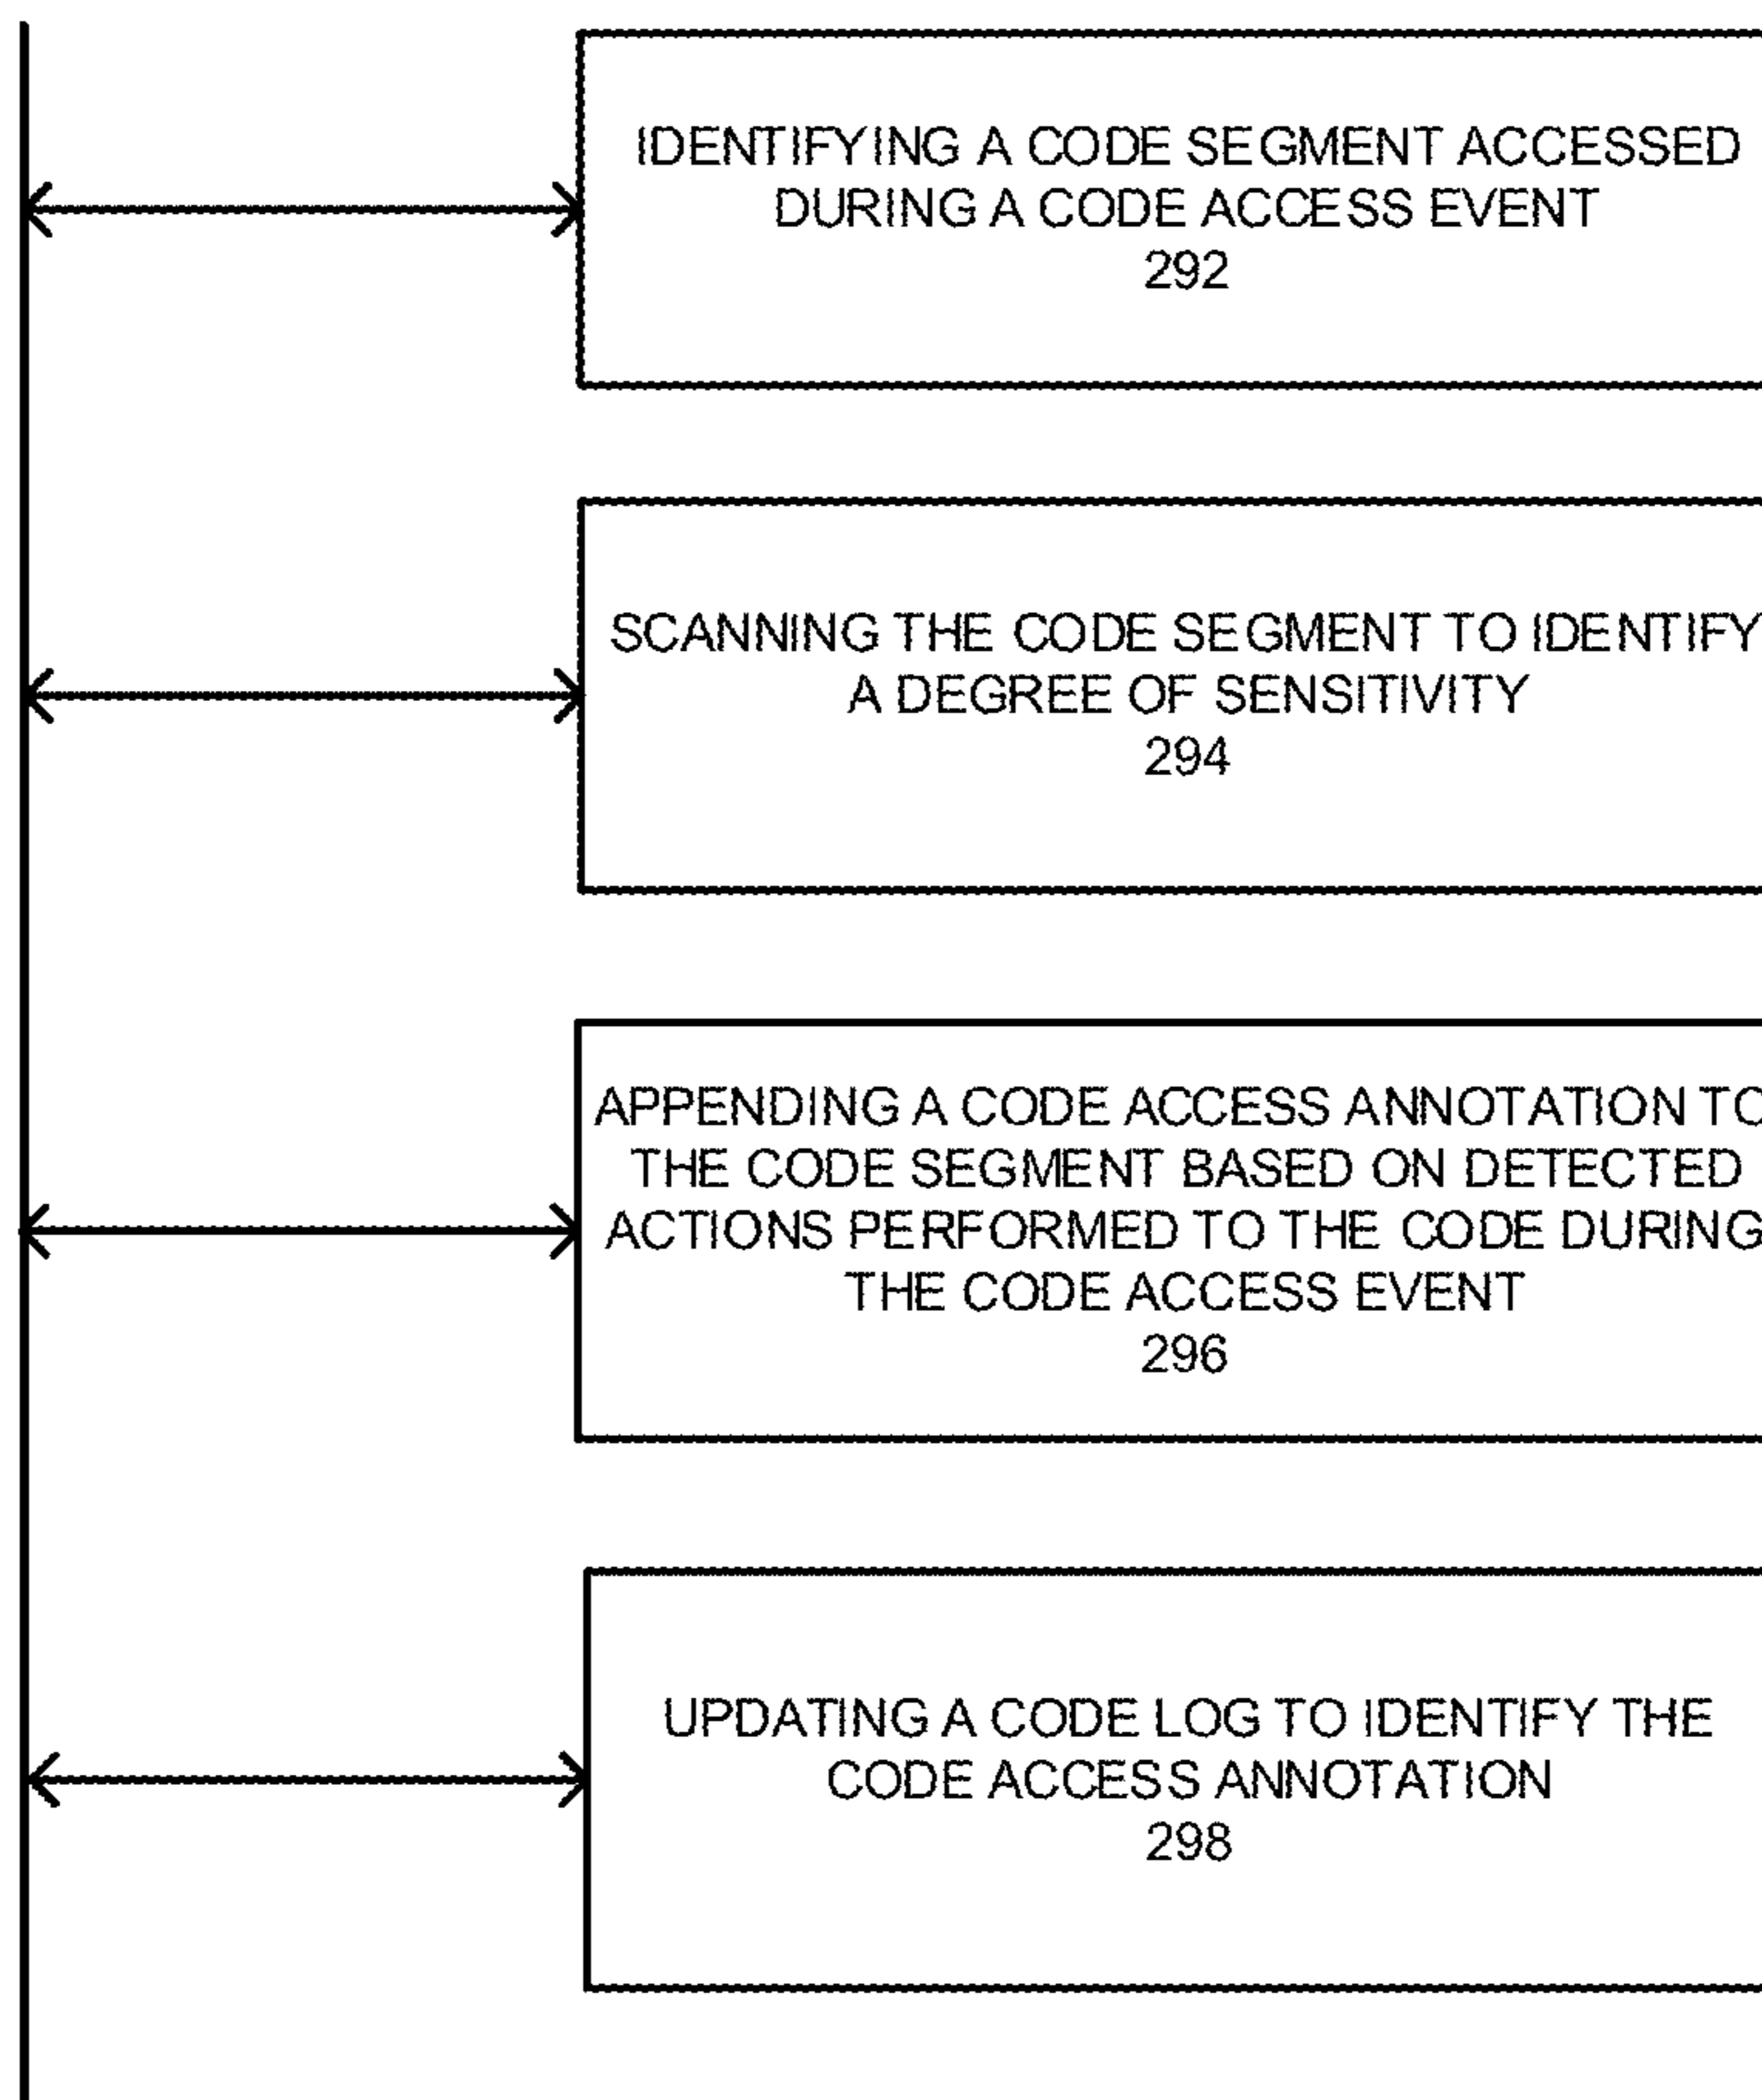 IDENTIFYING A CODE SEGMENT ACCESSED
DURING A CODE ACCESS EVENT
292
SCANNING THE CODE SEGMENT TO IDENTIFY
A DEGREE OF SENSITIVITY
294
APPENDING A CODE ACCESS ANNOTATION TO
THE CODE SEGMENT BASED ON DETECTED
ACTIONS PERFORMED TO THE CODE DURING
THE CODE ACCESS EVENT
296
UPDATING A CODE LOG TO IDENTIFY THE
CODE ACCESS ANNOTATION
298